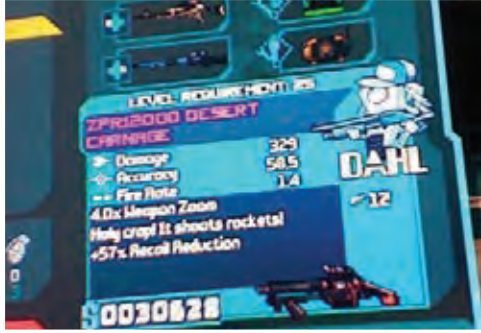 LEVEL REQUIREMENT 25
ZPR12000 DESERT
CARNAGE
Damage 329
Accuracy 58.5
Fire Rate 1.4
DAHL
12
4.0x Weapon Zoom
Holy crap! It shoots rockets!
+57% Recoil Reduction
0
$0030628